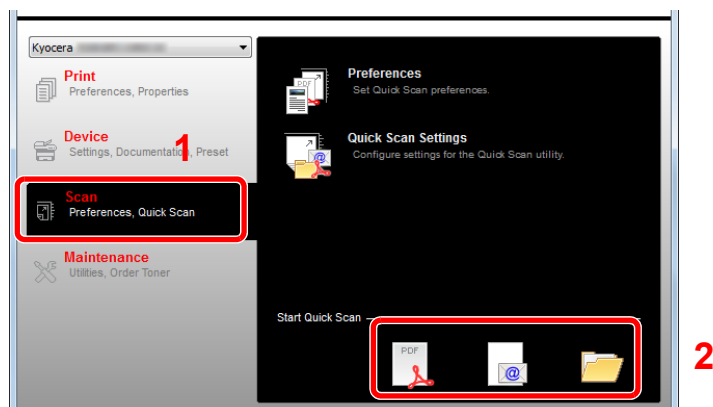 Kyocera
Print
Preferences, Properties
Device
Settings, Documentation, Preset
1
Scan
Preferences, Quick Scan
Maintenance
Utilities, Order Toner
Preferences
Set Quick Scan preferences.
Quick Scan Settings
Configure settings for the Quick Scan utility.
Start Quick Scan
PDF
@
2